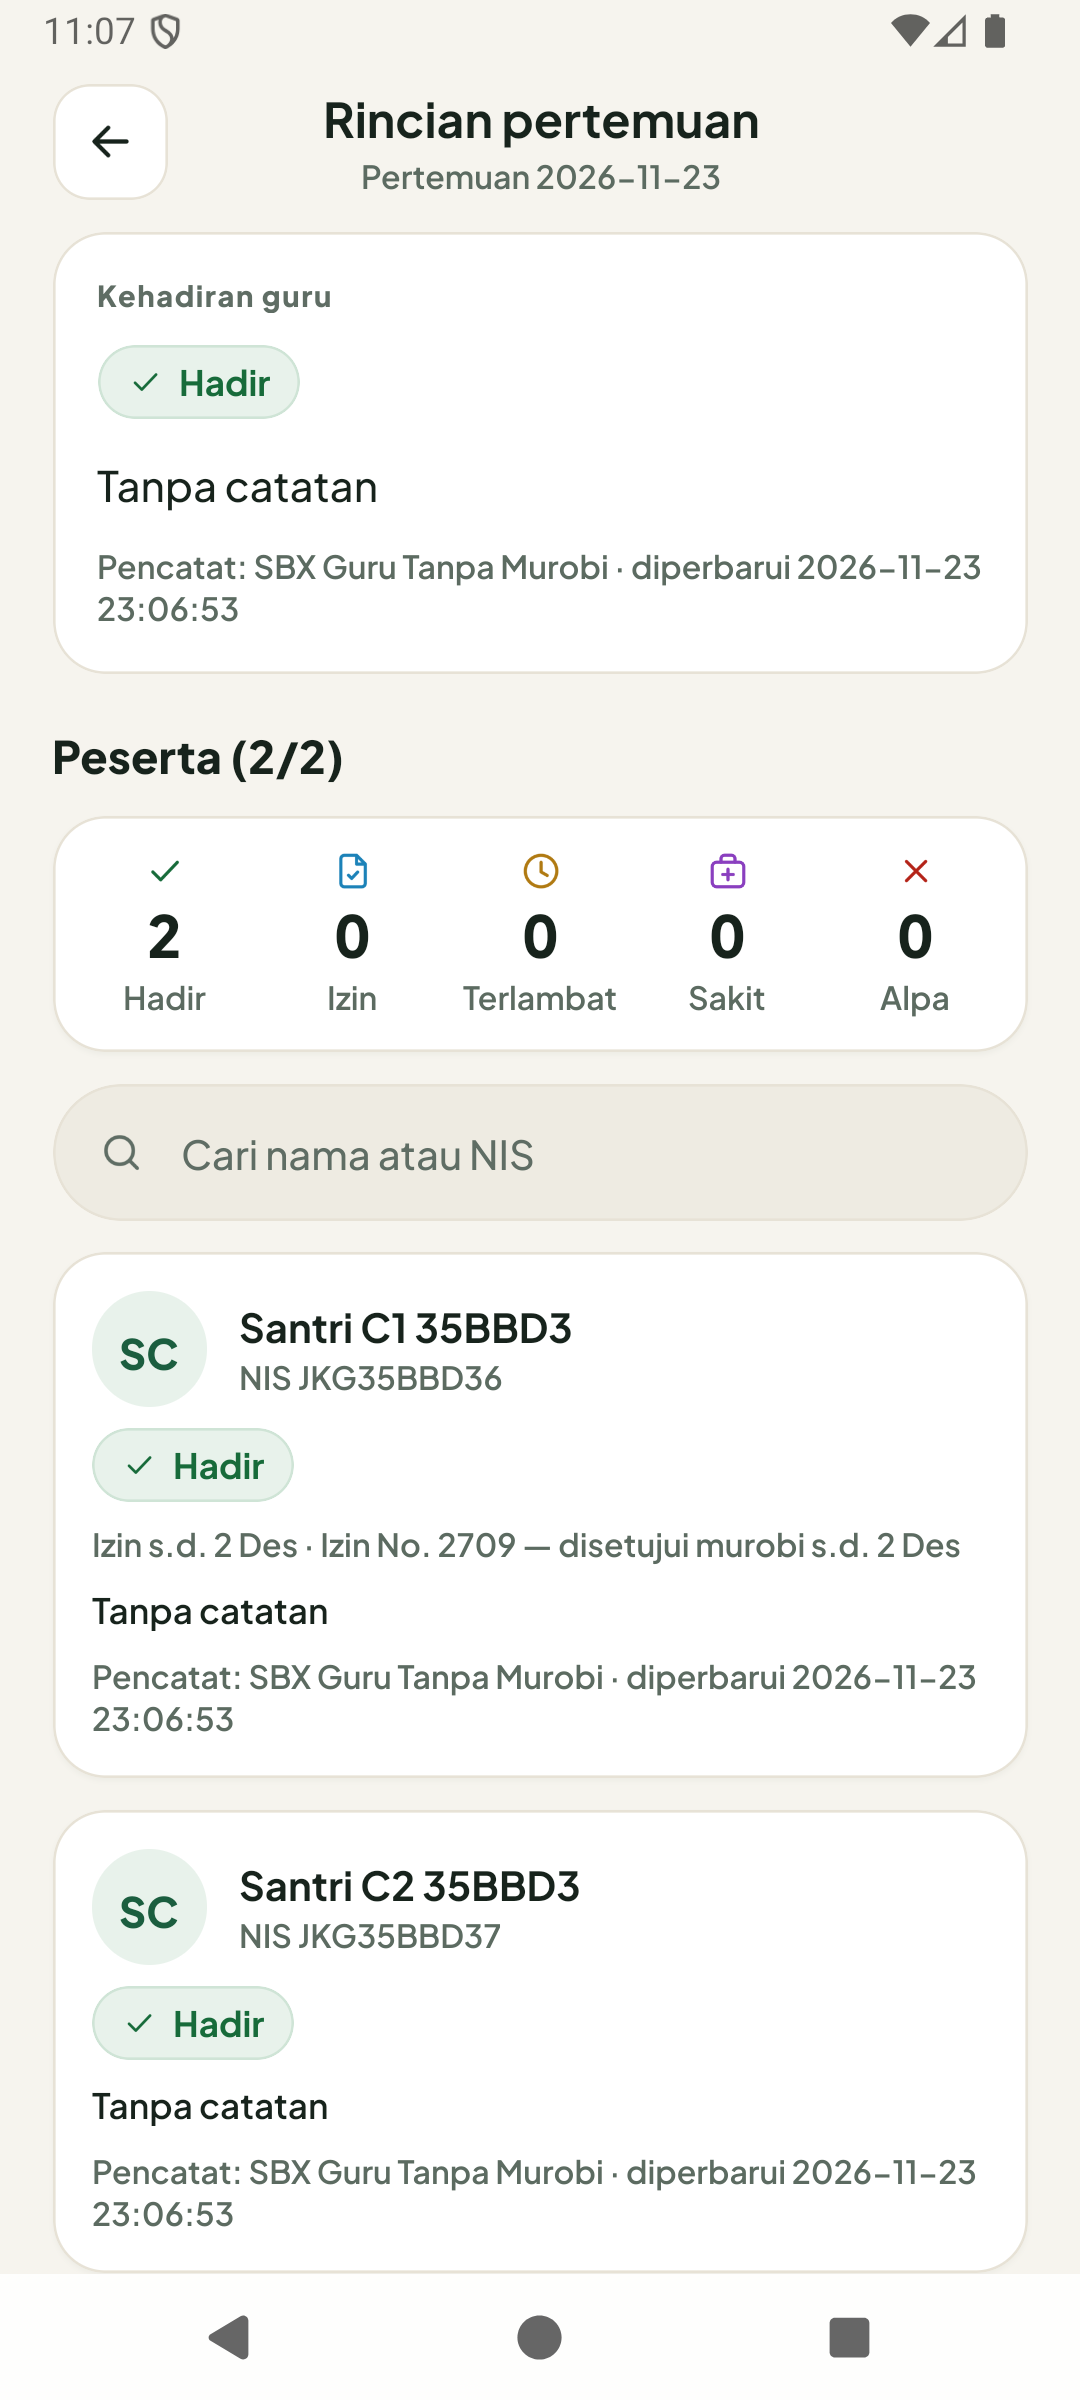 11:07
Rincian pertemuan
Pertemuan 2026-11-23
Kehadiran guru
Hadir
Tanpa catatan
Pencatat: SBX Guru Tanpa Murobi · diperbarui 2026-11-23
23:06:53
Peserta (2/2)
2 0 0 0 0
Hadir Izin Terlambat Sakit Alpa
Cari nama atau NIS
SC
Santri C1 35BBD3
NIS JKG35BBD36
Hadir
Izin s.d. 2 Des · Izin No. 2709 — disetujui murobi s.d. 2 Des
Tanpa catatan
Pencatat: SBX Guru Tanpa Murobi · diperbarui 2026-11-23
23:06:53
SC
Santri C2 35BBD3
NIS JKG35BBD37
Hadir
Tanpa catatan
Pencatat: SBX Guru Tanpa Murobi · diperbarui 2026-11-23
23:06:53